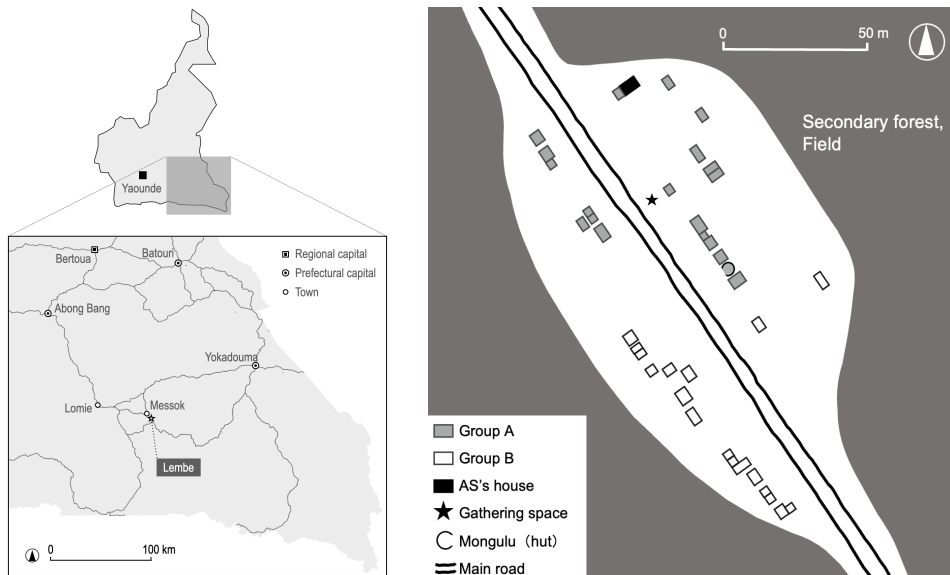 Yaounde
Bertoua
Batouri
Regional capital
Prefectural capital
Town
Abong Bang
Yokadouma
Lomie
Messok
Lembe
0
100 km
0
50 m
Secondary forest,
Field
Group A
Group B
AS's house
Gathering space
Mongulu（hut）
Main road